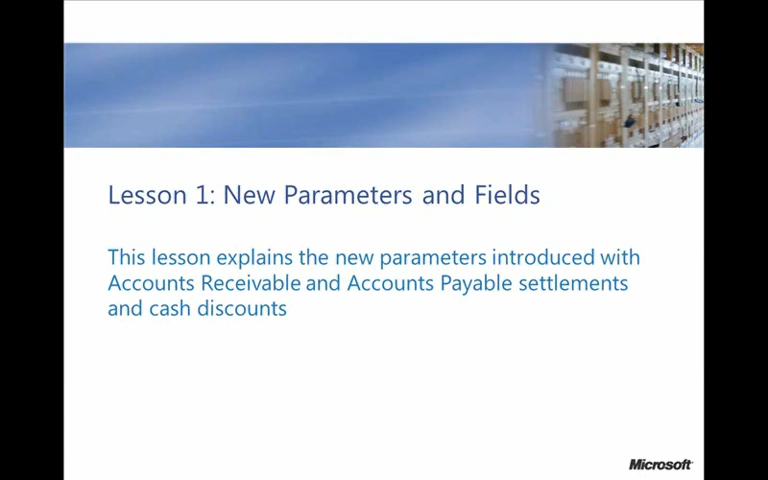 Lesson 1: New Parameters and Fields
This lesson explains the new parameters introduced with
Accounts Receivable and Accounts Payable settlements
and cash discounts
Microsoft